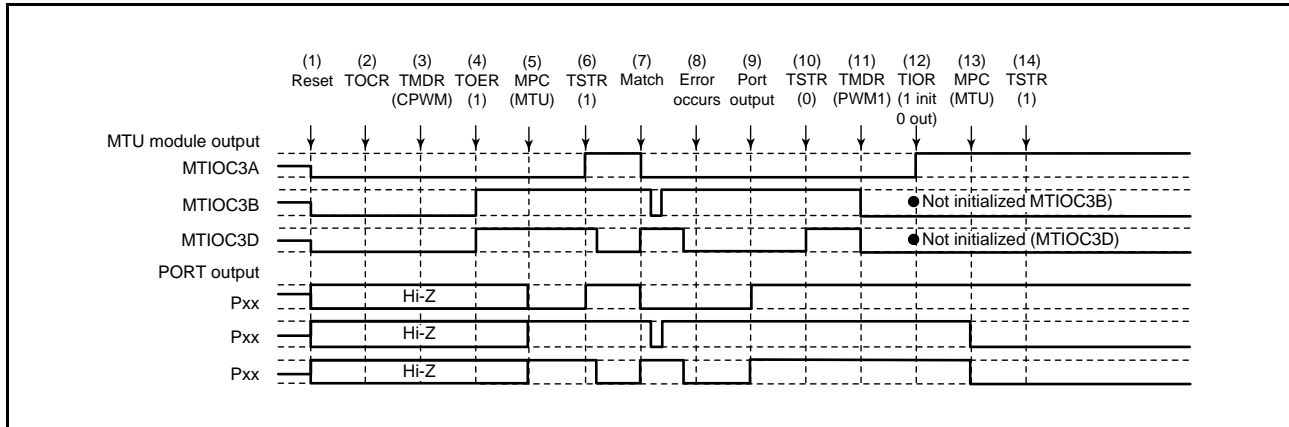 (1) (2) (3) (4) (5) (6) (7) (8) (9) (10) (11) (12) (13) (14)
Reset TOCR TMDR TOER MPC TSTR Match Error Port TSTR TMDR TIOR MPC TSTR
(CPWM) (1) (MTU) (1) occurs output (0) (PWM1) (1 init (MTU) (1)
0 out)
MTU module output
MTIOC3A
MTIOC3B Not initialized MTIOC3B)
MTIOC3D Not initialized (MTIOC3D)
PORT output
Pxx Hi-Z
Pxx Hi-Z
Pxx Hi-Z